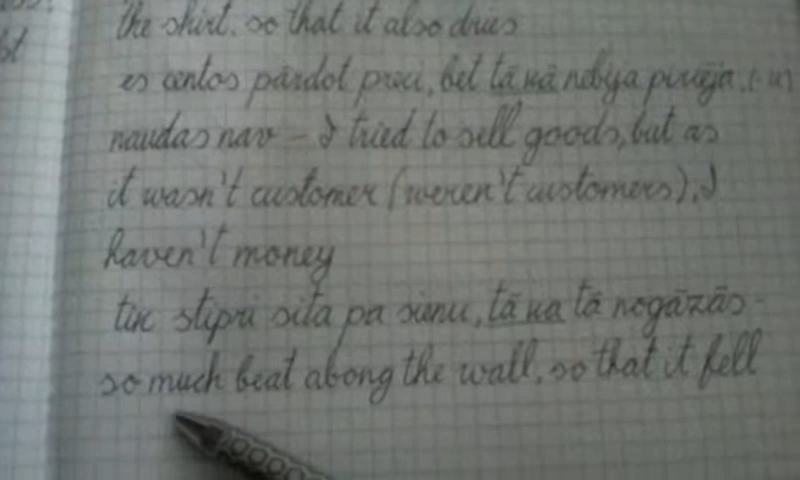 the shirt, so that it also dries
es centos pārdot preci, bet tā kā nebija pircēja, (-u)
naudas nav - I tried to sell goods, but as
it wasn't customer (weren't customers), I
haven't money
tik stipri sita pa sienu, tā ka tā nogāzās -
so much beat along the wall, so that it fell